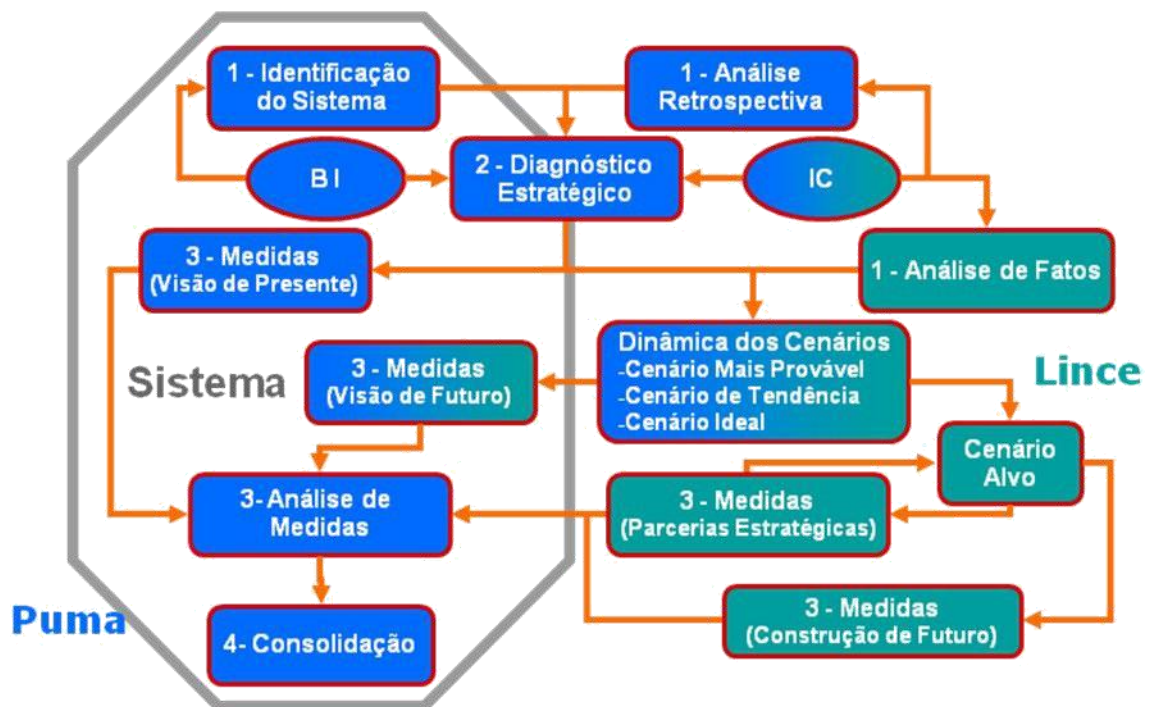 1 - Identificação
do Sistema
1 - Análise
Retrospectiva
B I
2 - Diagnóstico
Estratégico
IC
3 - Medidas
(Visão de Presente)
1 - Análise de Fatos
Sistema
3 - Medidas
(Visão de Futuro)
Dinâmica dos Cenários
-Cenário Mais Provável
-Cenário de Tendência
-Cenário Ideal
Lince
Cenário
Alvo
3- Análise de
Medidas
3 - Medidas
(Parcerias Estratégicas)
Puma
4- Consolidação
3 - Medidas
(Construção de Futuro)